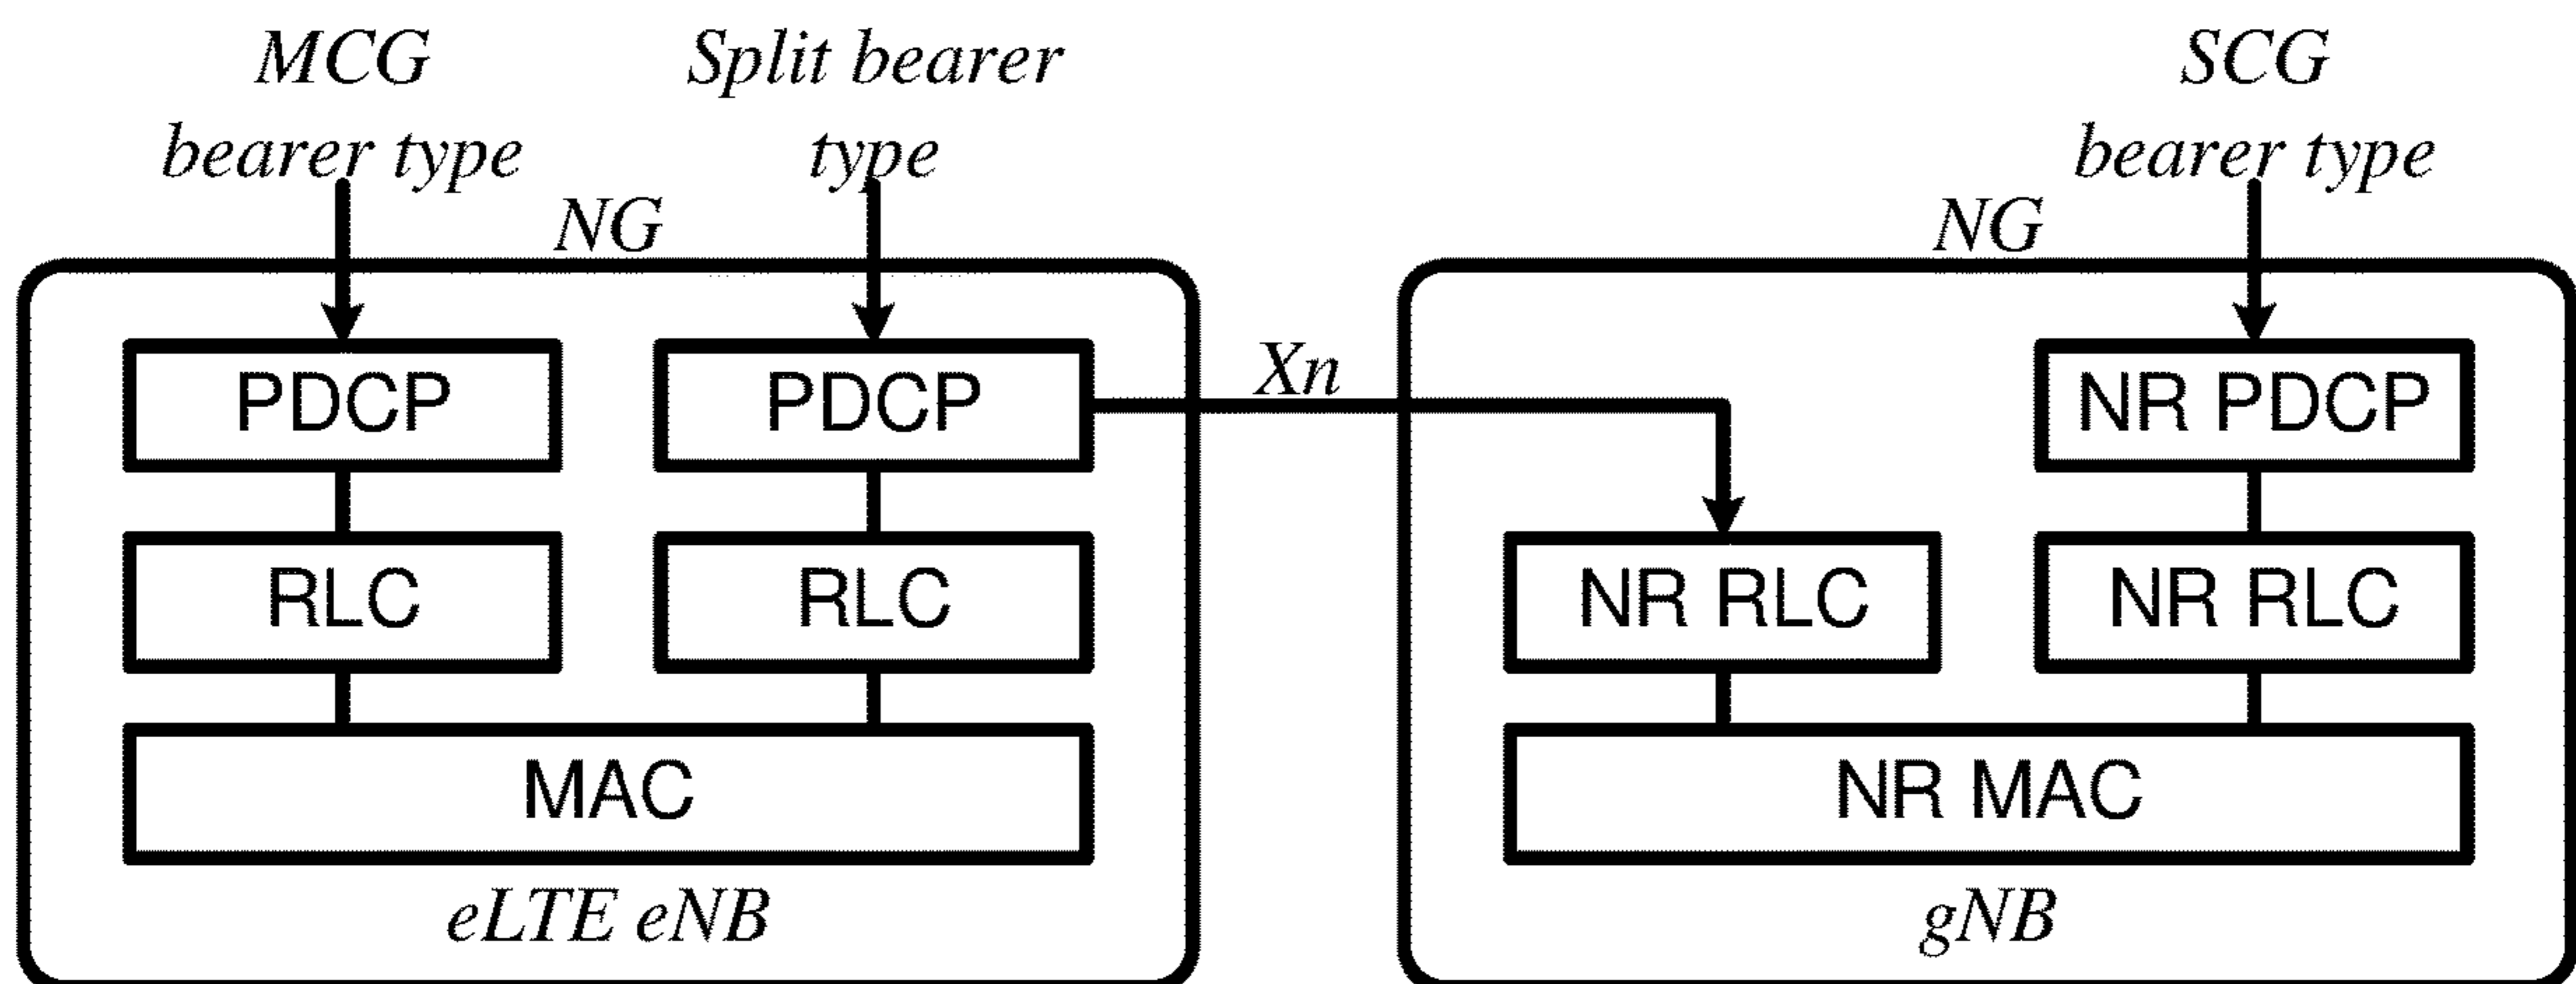 MCG
bearer type
Split bearer
type
SCG
bearer type
NG
NG
PDCP
PDCP
Xn
NR PDCP
RLC
RLC
NR RLC
NR RLC
MAC
NR MAC
eLTE eNB
gNB